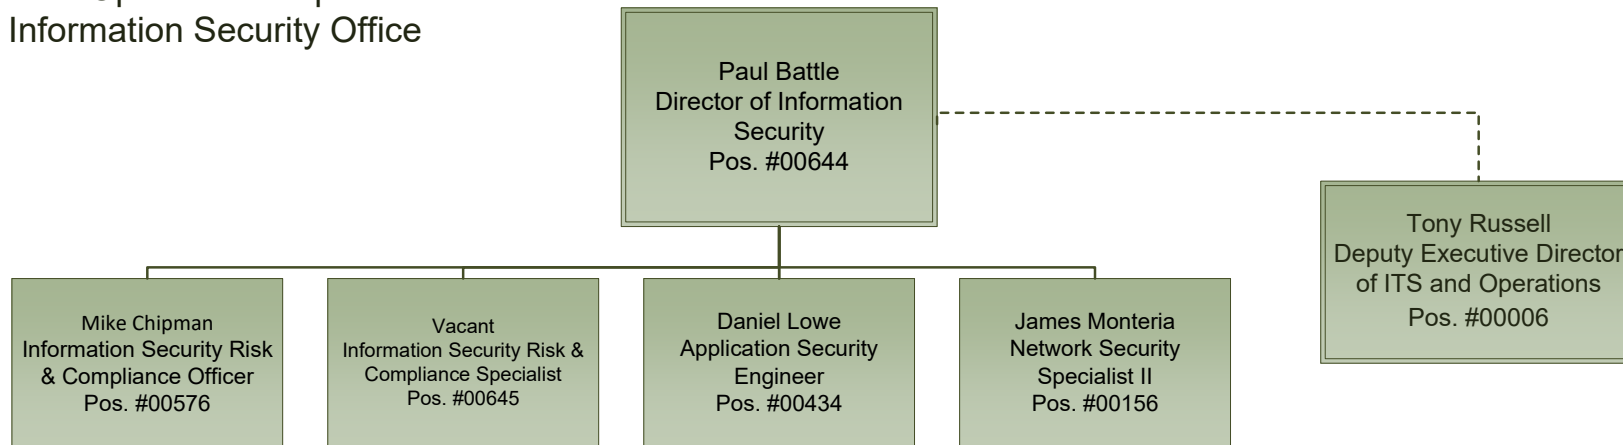 Information Security Office
Paul Battle
Director of Information
Security
Pos. #00644
Tony Russell
Deputy Executive Director
of ITS and Operations
Pos. #00006
Mike Chipman
Information Security Risk
& Compliance Officer
Pos. #00576
Vacant
Information Security Risk &
Compliance Specialist
Pos. #00645
Daniel Lowe
Application Security
Engineer
Pos. #00434
James Monteria
Network Security
Specialist II
Pos. #00156